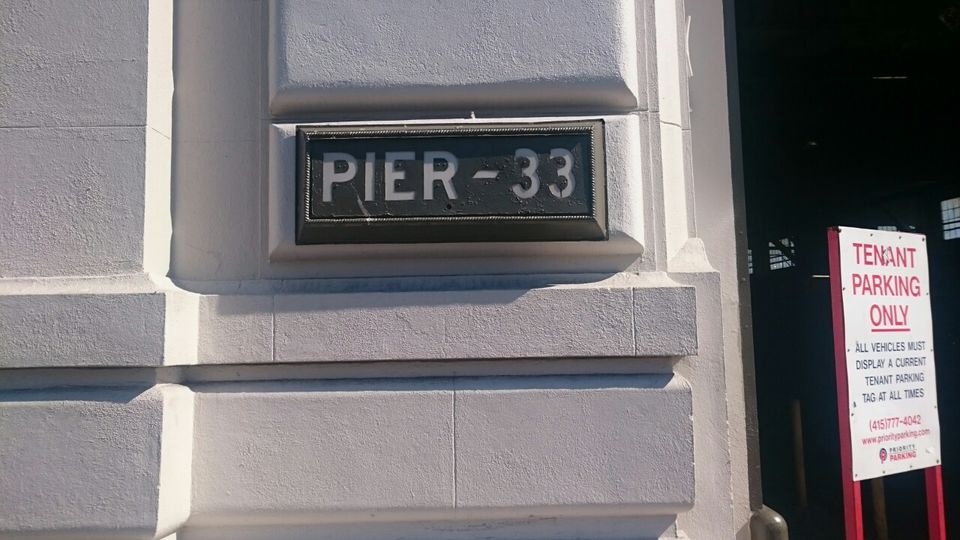 PIER - 33
TENANT
PARKING
ONLY
ALL VEHICLES MUST
DISPLAY A CURRENT
TENANT PARKING
TAG AT ALL TIMES
(415)777-4042
www.priorityparking.com
PRIORITY
PARKING